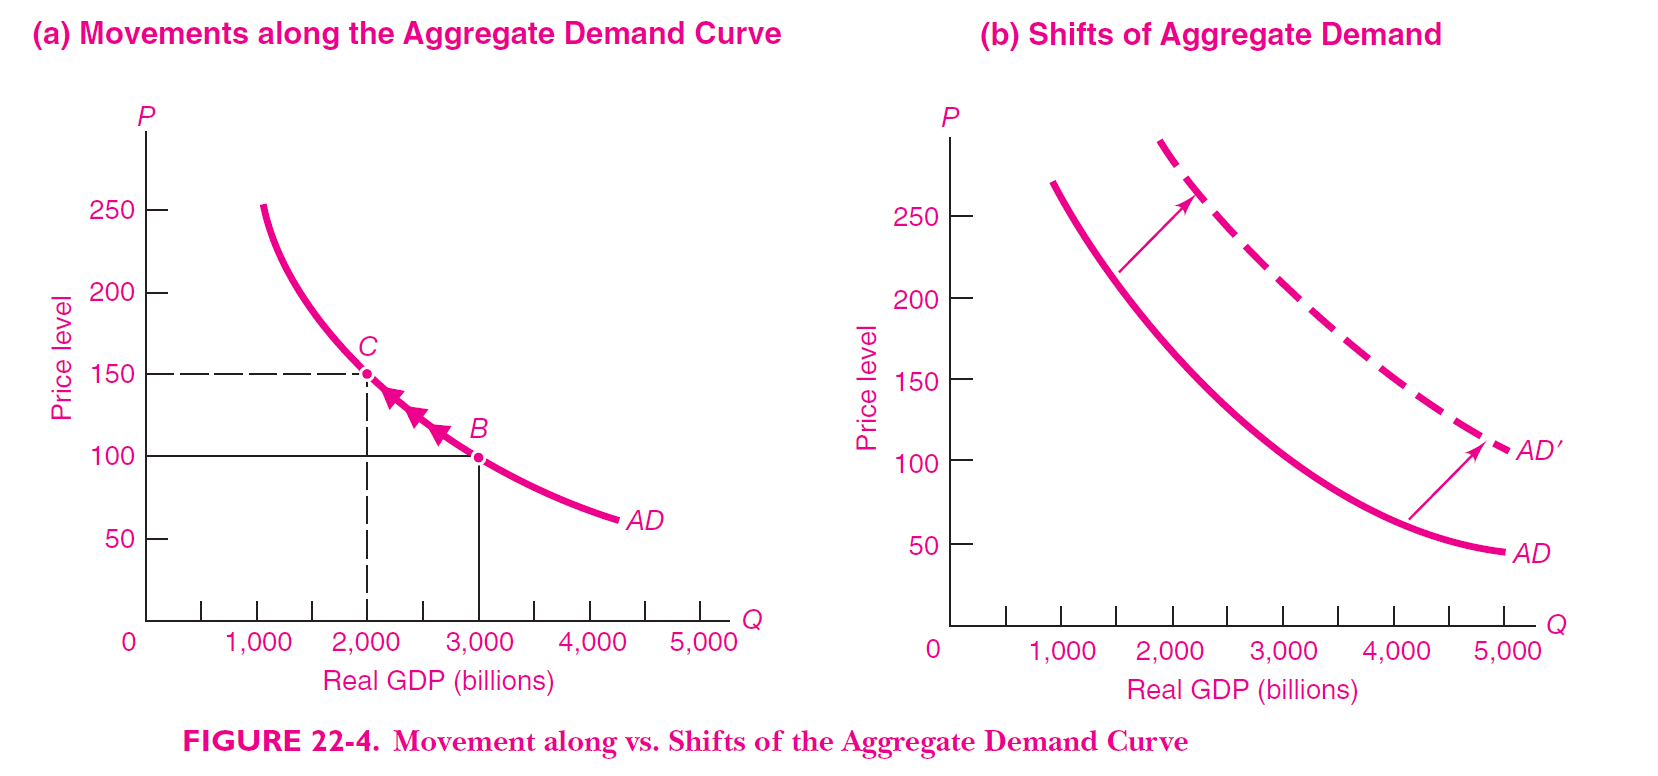 (a) Movements along the Aggregate Demand Curve
P
250
200
150
100
50
0
Price level
C
B
AD
Q
1,000 2,000 3,000 4,000 5,000
Real GDP (billions)
(b) Shifts of Aggregate Demand
P
250
200
150
100
50
0
Price level
AD′
AD
Q
1,000 2,000 3,000 4,000 5,000
Real GDP (billions)
FIGURE 22-4. Movement along vs. Shifts of the Aggregate Demand Curve